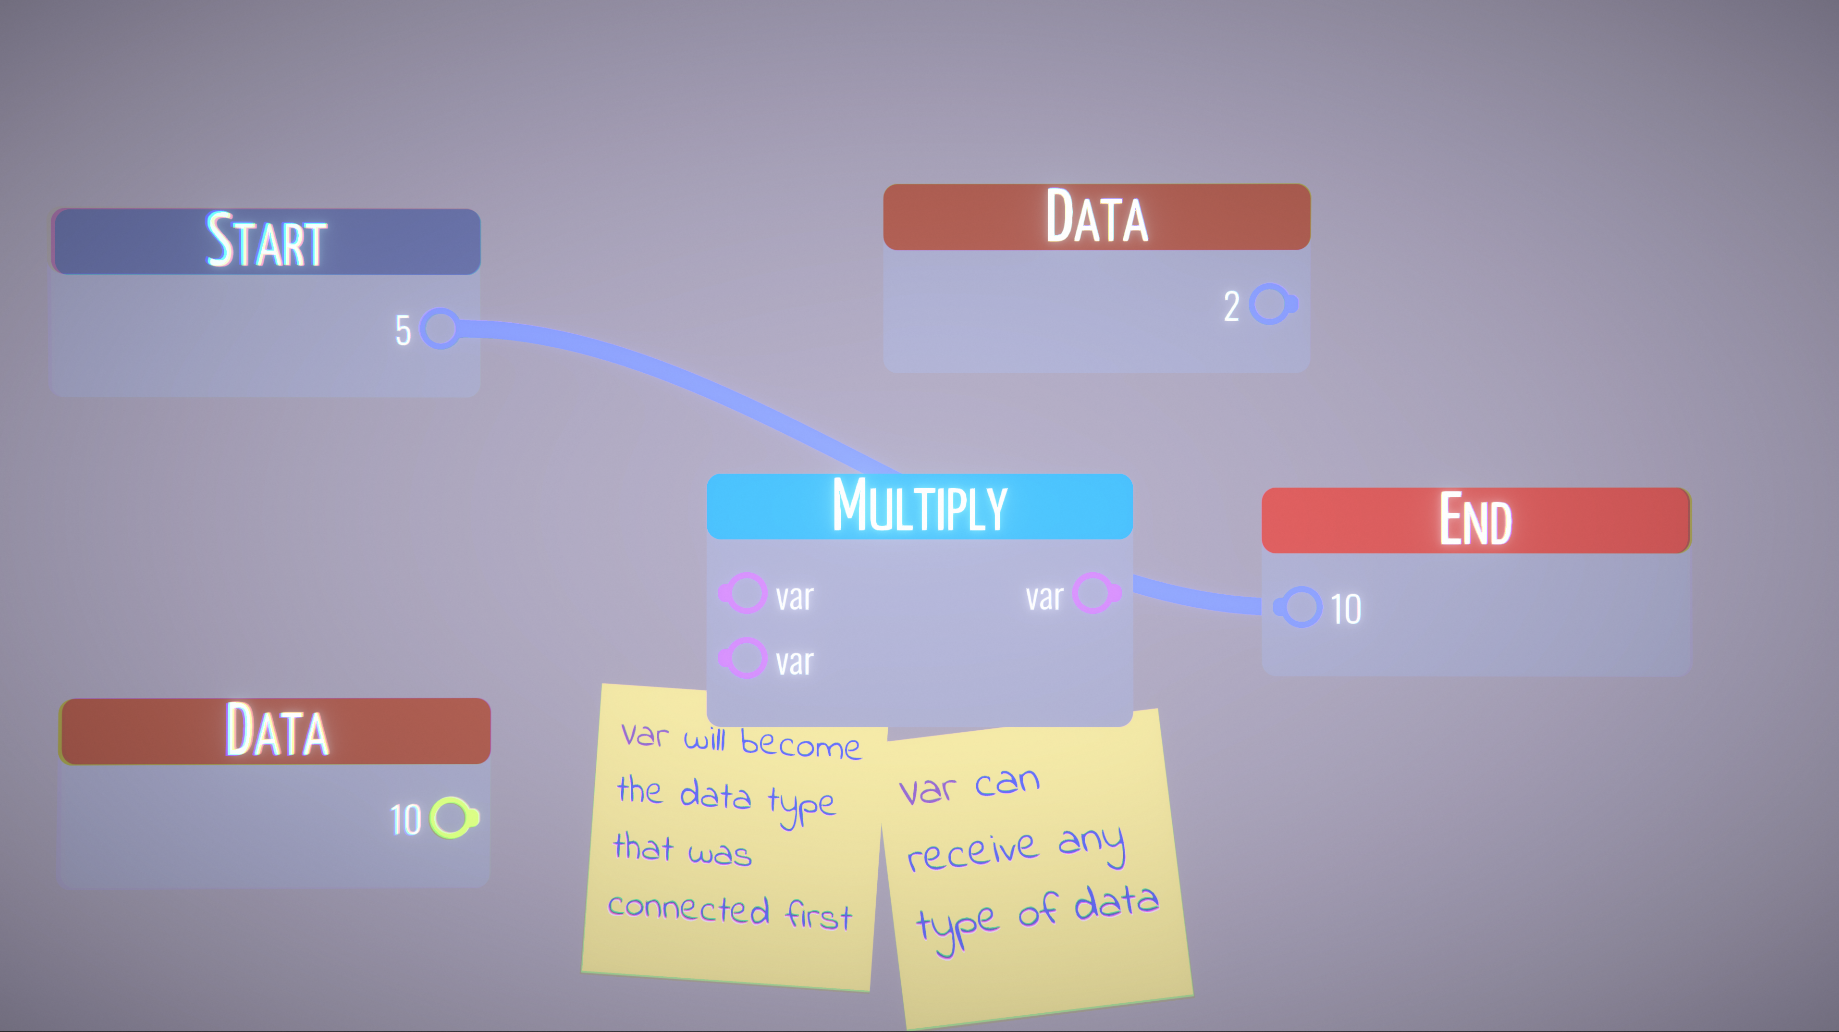 START
5
DATA
2
MULTIPLY
var
var
var
END
10
DATA
10
var will become
the data type
that was
connected first
var can
receive any
type of data